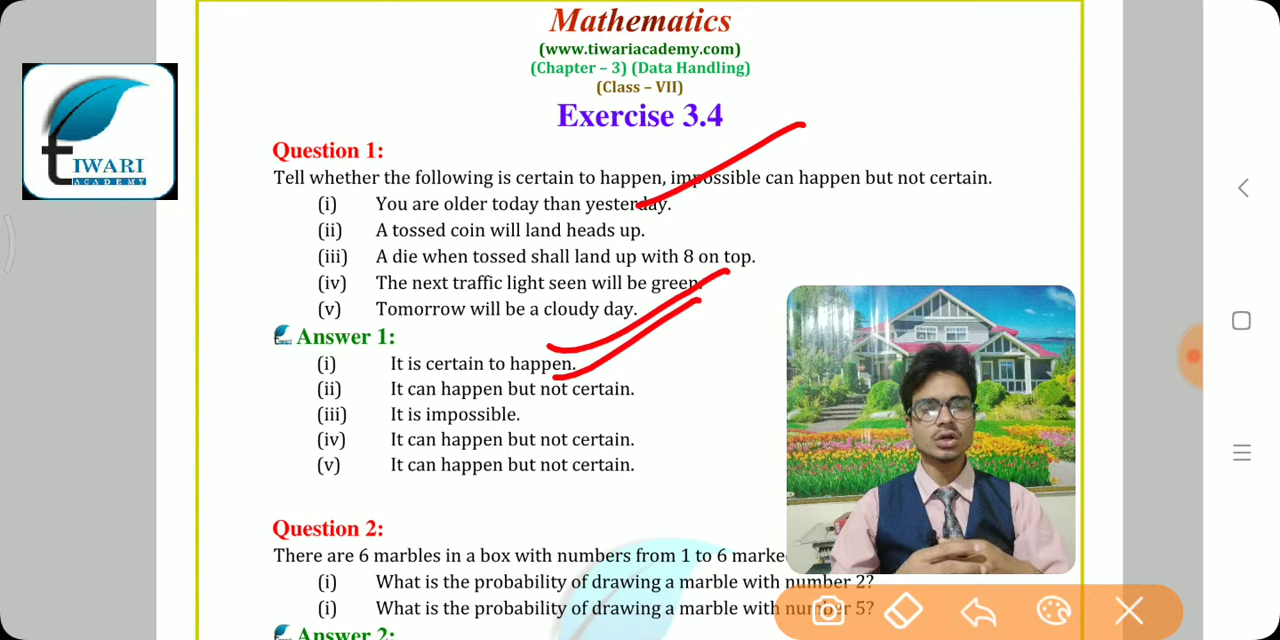 Mathematics
(www.tiwariacademy.com)
(Chapter – 3) (Data Handling)
(Class – VII)
Exercise 3.4
tIWARI
ACADEMY
Question 1:
Tell whether the following is certain to happen, impossible can happen but not certain.
(i) You are older today than yesterday.
(ii) A tossed coin will land heads up.
(iii) A die when tossed shall land up with 8 on top.
(iv) The next traffic light seen will be green.
(v) Tomorrow will be a cloudy day.
Answer 1:
(i) It is certain to happen.
(ii) It can happen but not certain.
(iii) It is impossible.
(iv) It can happen but not certain.
(v) It can happen but not certain.
Question 2:
There are 6 marbles in a box with numbers from 1 to 6 marke
(i) What is the probability of drawing a marble with number 2?
(i) What is the probability of drawing a marble with number 5?
Answer 2: